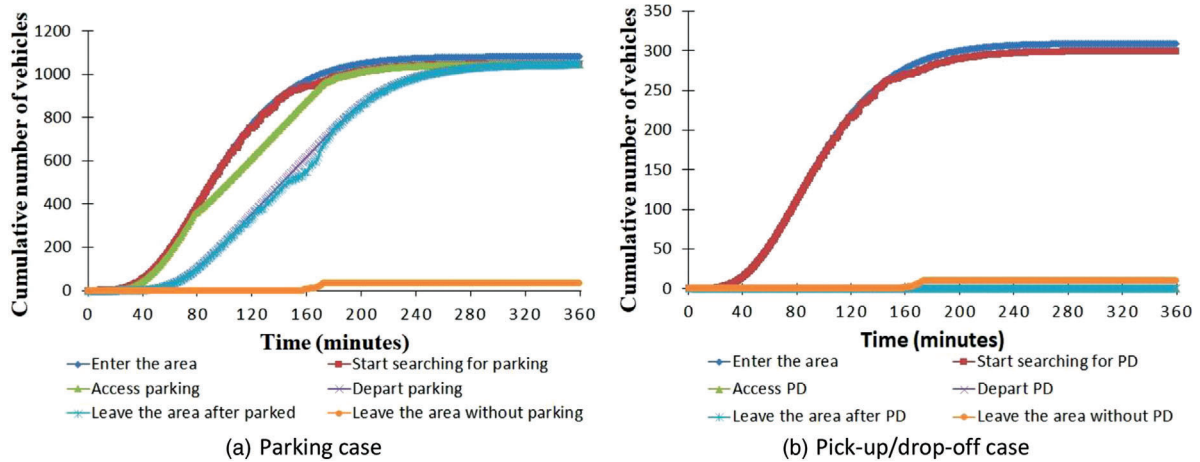 Cumulative number of vehicles
1200
1000
800
600
400
200
0
0 40 80 120 160 200 240 280 320 360
Time (minutes)
Enter the area
Start searching for parking
Access parking
Depart parking
Leave the area after parked
Leave the area without parking
(a) Parking case
Cumulative number of vehicles
350
300
250
200
150
100
50
0
0 40 80 120 160 200 240 280 320 360
Time (minutes)
Enter the area
Start searching for PD
Access PD
Depart PD
Leave the area after PD
Leave the area without PD
(b) Pick-up/drop-off case